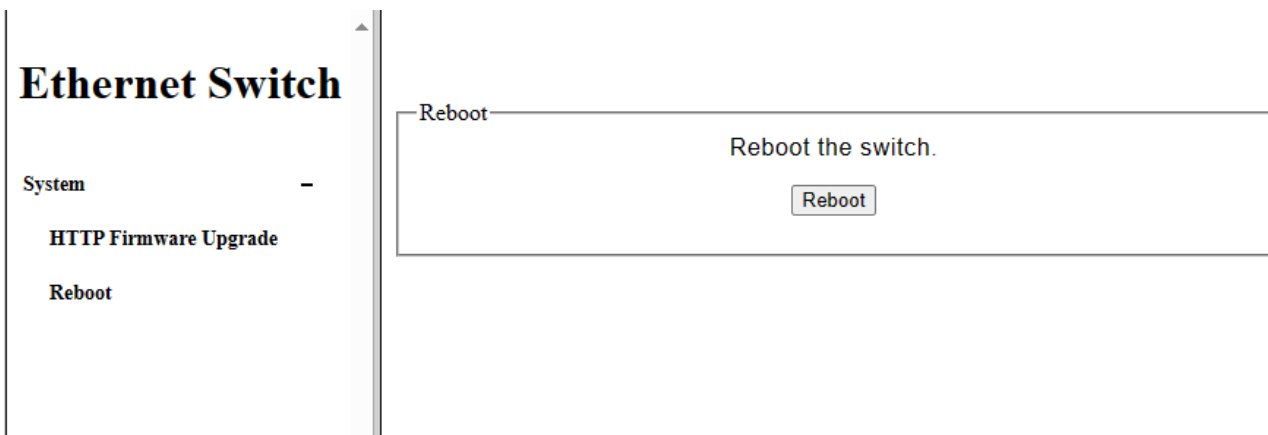 Ethernet Switch
System
HTTP Firmware Upgrade
Reboot
Reboot
Reboot the switch.
Reboot